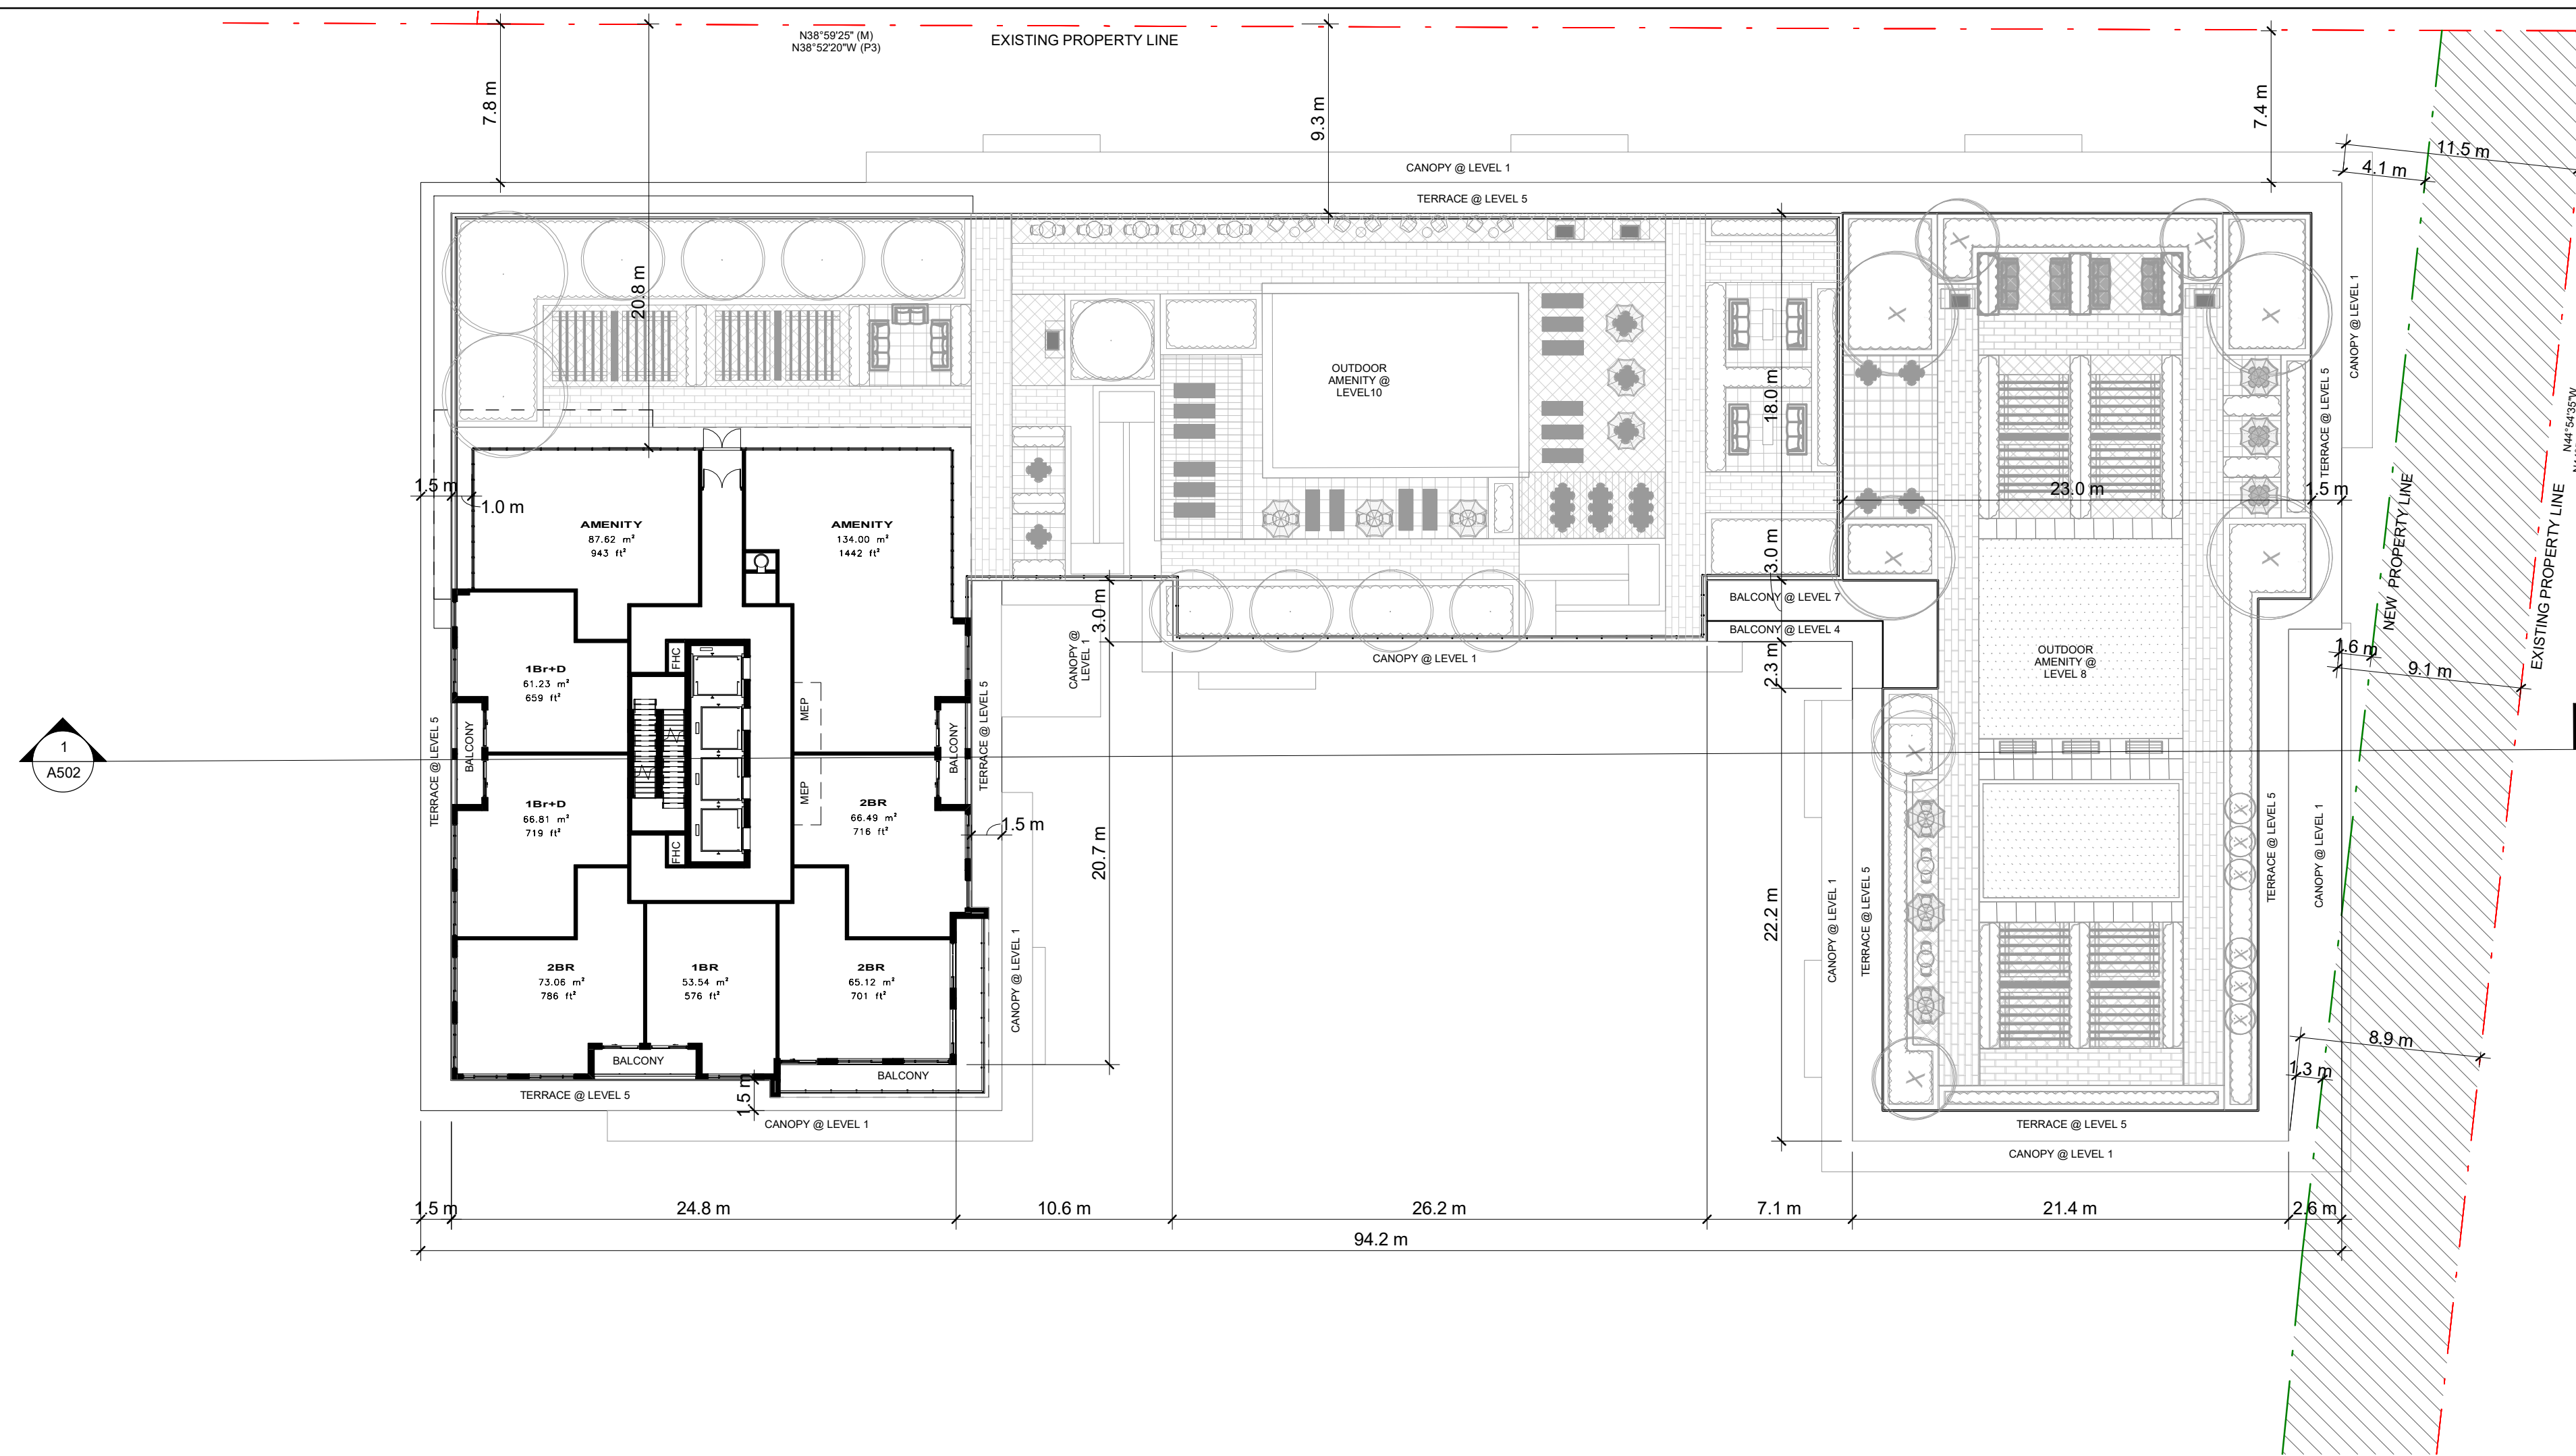 N38°59'25" (M)
N38°52'20"W (P3)
EXISTING PROPERTY LINE
7.8 m
9.3 m
7.4 m
11.5 m
4.1 m
CANOPY @ LEVEL 1
TERRACE @ LEVEL 5
20.8 m
OUTDOOR
AMENITY @
LEVEL10
18.0 m
CANOPY @ LEVEL 1
TERRACE @ LEVEL 5
N44°54'35"W
1.5 m
1.0 m
23.0 m
1.5 m
AMENITY
87.62 m²
943 ft²
AMENITY
134.00 m²
1442 ft²
NEW PROPERTY LINE
EXISTING PROPERTY LINE
3.0 m
3.0 m
BALCONY @ LEVEL 7
BALCONY @ LEVEL 4
CANOPY @
LEVEL 1
CANOPY @ LEVEL 1
2.3 m
OUTDOOR
AMENITY @
LEVEL 8
1.6 m
9.1 m
1Br+D
61.23 m²
659 ft²
FHC
MEP
TERRACE @ LEVEL 5
BALCONY
BALCONY
TERRACE @ LEVEL 5
1
A502
1Br+D
66.81 m²
719 ft²
MEP
2BR
66.49 m²
716 ft²
FHC
1.5 m
20.7 m
22.2 m
CANOPY @ LEVEL 1
TERRACE @ LEVEL 5
TERRACE @ LEVEL 5
CANOPY @ LEVEL 1
2BR
73.06 m²
786 ft²
1BR
53.54 m²
576 ft²
2BR
65.12 m²
701 ft²
CANOPY @ LEVEL 1
8.9 m
1.3 m
BALCONY
BALCONY
TERRACE @ LEVEL 5
1.5 m
CANOPY @ LEVEL 1
TERRACE @ LEVEL 5
CANOPY @ LEVEL 1
1.5 m
24.8 m
10.6 m
26.2 m
7.1 m
21.4 m
2.6 m
94.2 m